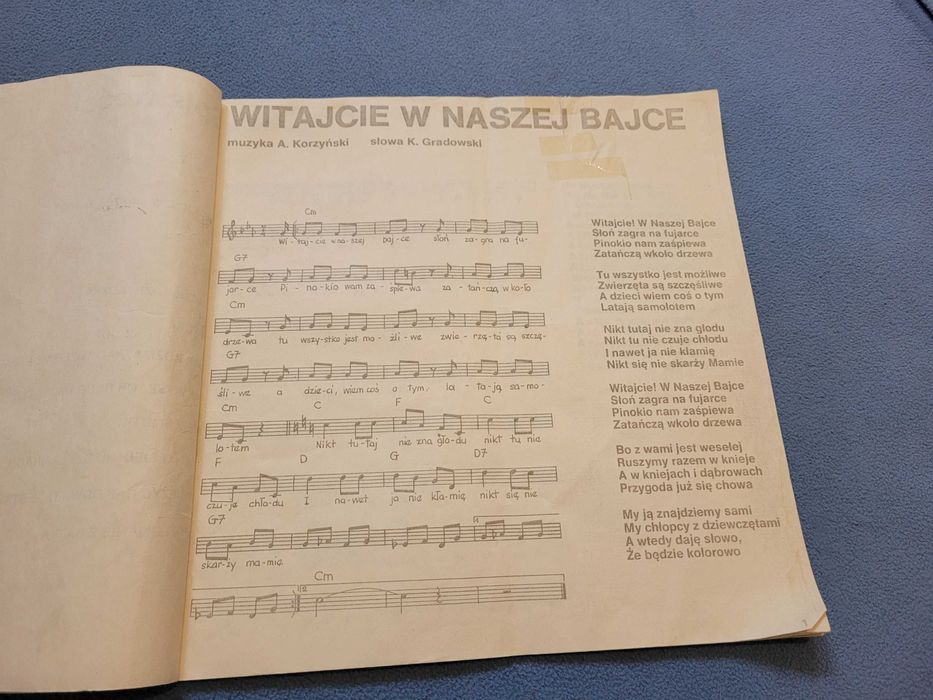 WITAJCIE W NASZEJ BAJCE
muzyka A. Korzyński słowa K. Gradowski
Cm
Wi-taj-cie w na-szej baj-ce słoń za-gra na fu-
G7
jar-ce Pi-no-kio wam za-śpie-wa za-tań-czą w koło
Cm
drze-wa tu wszy-stko jest mo-żli-we zwie-rzę-ta są szczę-
G7
śli-we a dzie-ci, wiem coś o tym, la-ta-ją sa-mo-
Cm C F C
lo-tem Nikt tu-taj nie zna gło-du nikt tu nie
F D G D7
czu-je chło-du I na-wet ja nie kła-mię nikt się nie
G7
skar-ży ma-mie
1/2 Cm
Witajcie! W Naszej Bajce
Słoń zagra na fujarce
Pinokio nam zaśpiewa
Zatańczą wkoło drzewa
Tu wszystko jest możliwe
Zwierzęta są szczęśliwe
A dzieci wiem coś o tym
Latają samolotem
Nikt tutaj nie zna głodu
Nikt tu nie czuje chłodu
I nawet ja nie kłamię
Nikt się nie skarży Mamie
Witajcie! W Naszej Bajce
Słoń zagra na fujarce
Pinokio nam zaśpiewa
Zatańczą wkoło drzewa
Bo z wami jest weselej
Ruszymy razem w knieje
A w kniejach i dąbrowach
Przygoda już się chowa
My ją znajdziemy sami
My chłopcy z dziewczętami
A wtedy daję słowo,
Że będzie kolorowo